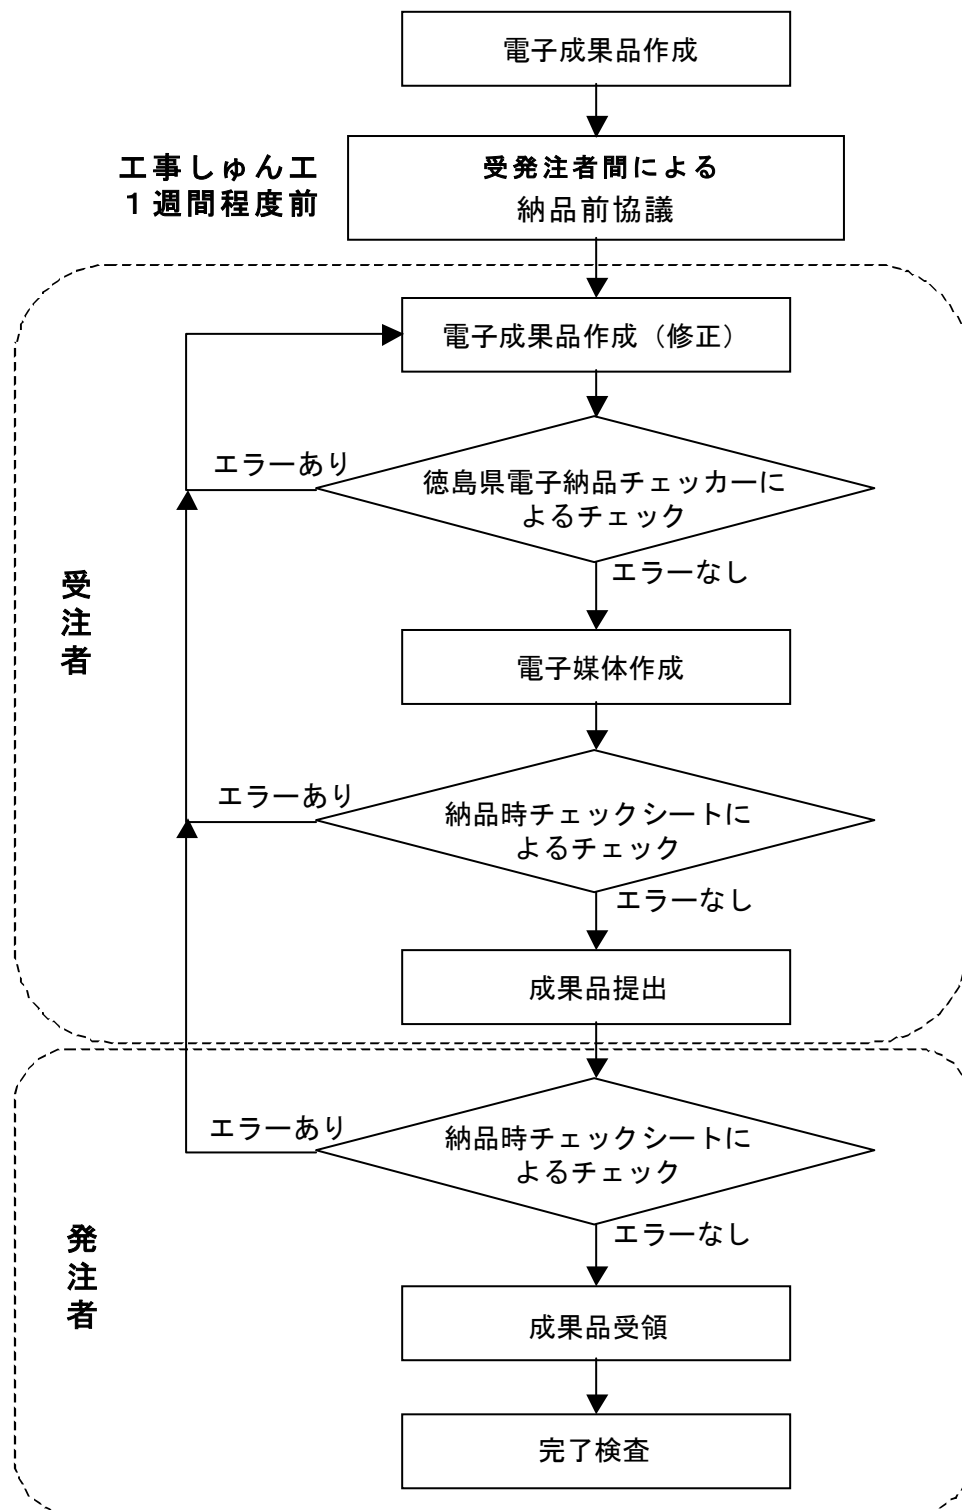 電子成果品作成
工事しゅん工
１週間程度前
受発注者間による
納品前協議
電子成果品作成（修正）
エラーあり
徳島県電子納品チェッカーに
よるチェック
エラーなし
受
注
者
電子媒体作成
エラーあり
納品時チェックシートに
よるチェック
エラーなし
成果品提出
エラーあり
納品時チェックシートに
よるチェック
エラーなし
発
注
者
成果品受領
完了検査